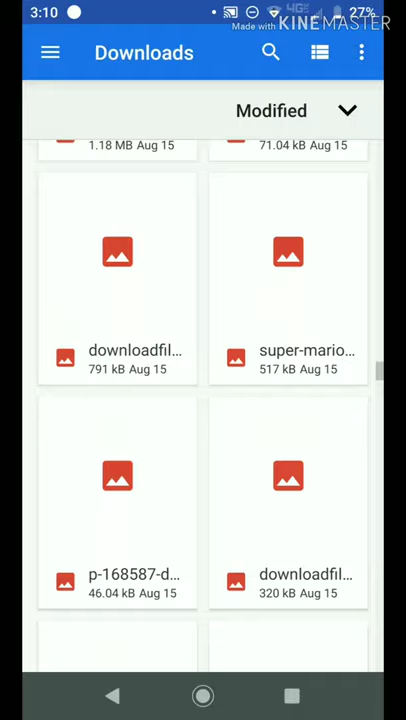 3:10
4G
27%
Made with KINEMASTER
Downloads
Modified
1.18 MB Aug 15
71.04 kB Aug 15
downloadfil...
791 kB Aug 15
super-mario...
517 kB Aug 15
p-168587-d...
46.04 kB Aug 15
downloadfil...
320 kB Aug 15